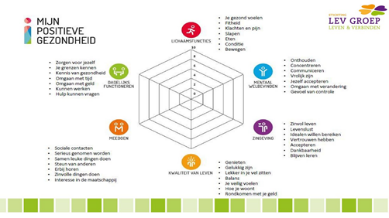 MIJN
POSITIEVE
GEZONDHEID
LEV GROEP
LEVEN & VERBINDEN
LICHAAMSFUNCTIES
Je gezond voelen
Fitheid
Klachten en pijn
Slapen
Eten
Conditie
Bewegen
MENTAAL
WELBEVINDEN
Onthouden
Concentreren
Communiceren
Vrolijk zijn
Jezelf accepteren
Omgaan met verandering
Gevoel van controle
ZINGEVING
Zinvol leven
Levenslust
Idealen willen bereiken
Vertrouwen hebben
Accepteren
Dankbaarheid
Blijven leren
KWALITEIT VAN LEVEN
Genieten
Gelukkig zijn
Lekker in je vel zitten
Balans
Je veilig voelen
Hoe je woont
Rondkomen met je geld
MEEDOEN
Sociale contacten
Serieus genomen worden
Samen leuke dingen doen
Steun van anderen
Erbij horen
Zinvolle dingen doen
Interesse in de maatschappij
DAGELIJKS
FUNCTIONEREN
Zorgen voor jezelf
Je grenzen kennen
Kennis van gezondheid
Omgaan met tijd
Omgaan met geld
Kunnen werken
Hulp kunnen vragen